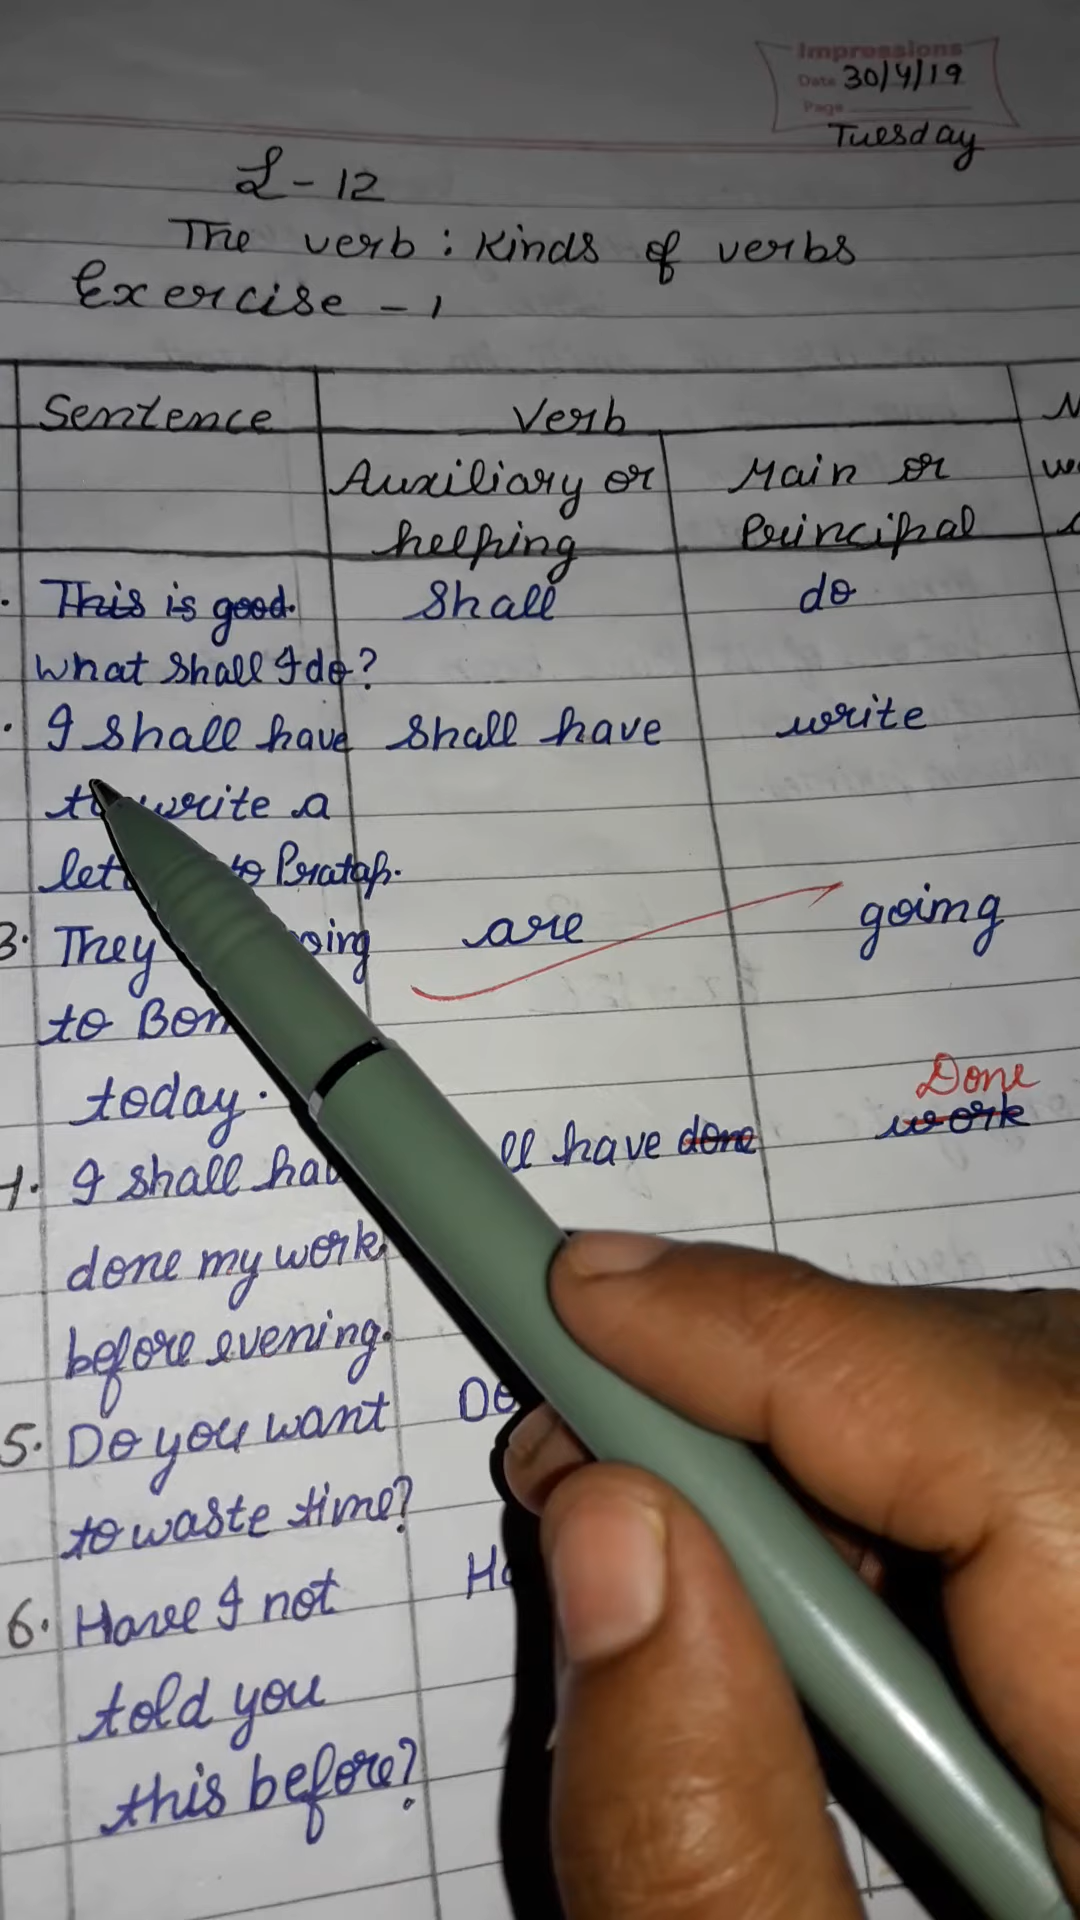 Impressions
Date 30/4/19
Page
Tuesday
L-12
The verb : Kinds of verbs
Exercise - 1
Sentence Verb
Auxiliary or Main or
helping Principal
This is good. Shall do
What shall I do?
I shall have shall have write
to write a
to Pratap.
3. They are going
to
today.
I shall Done
have done work
done my work
before evening.
5. Do you want
to waste time?
6. Have I not
told you
this before?